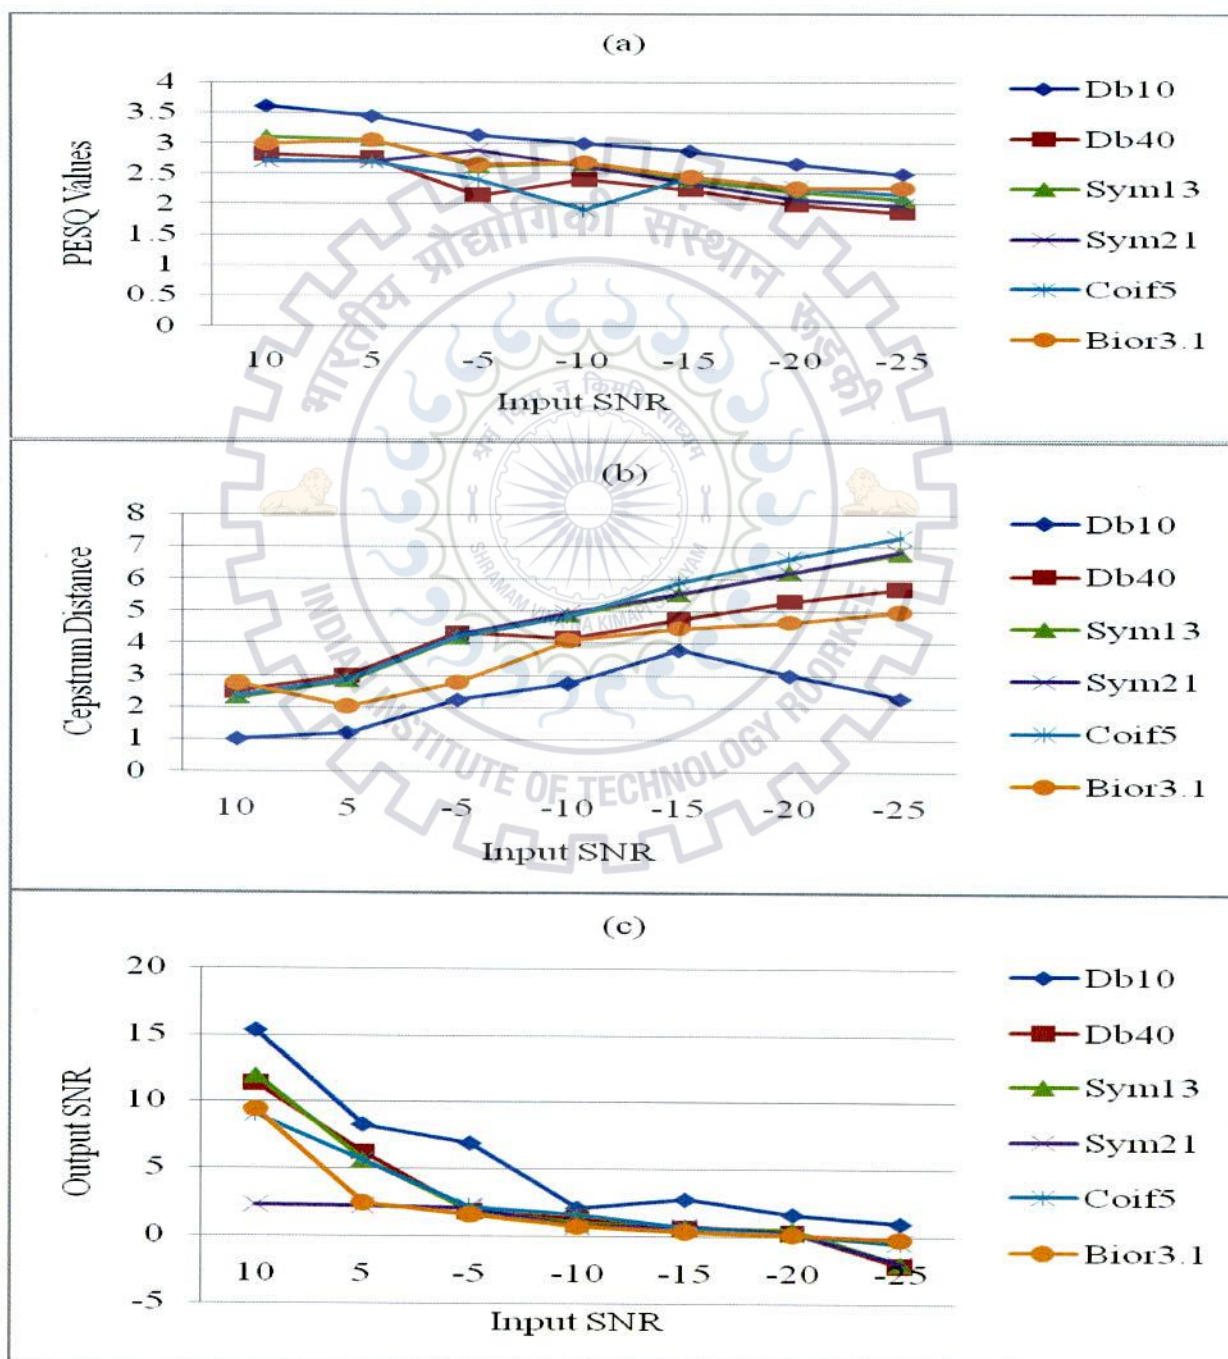 (a)
PESQ Values
4
3.5
3
2.5
2
1.5
1
0.5
0
10 5 -5 -10 -15 -20 -25
Input SNR
Db10
Db40
Sym13
Sym21
Coif5
Bior3.1
(b)
Cepstrum Distance
8
7
6
5
4
3
2
1
0
10 5 -5 -10 -15 -20 -25
Input SNR
Db10
Db40
Sym13
Sym21
Coif5
Bior3.1
(c)
Output SNR
20
15
10
5
0
-5
10 5 -5 -10 -15 -20 -25
Input SNR
Db10
Db40
Sym13
Sym21
Coif5
Bior3.1
भारतीय प्रौद्योगिकी संस्थान रूड़की
INDIAN INSTITUTE OF TECHNOLOGY ROORKEE